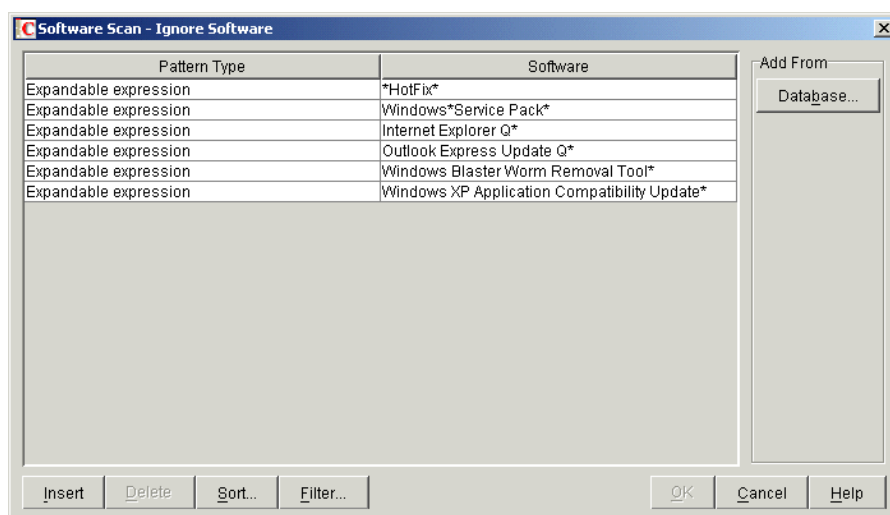 Software Scan - Ignore Software
Pattern Type Software
Expandable expression *HotFix*
Expandable expression Windows*Service Pack*
Expandable expression Internet Explorer Q*
Expandable expression Outlook Express Update Q*
Expandable expression Windows Blaster Worm Removal Tool*
Expandable expression Windows XP Application Compatibility Update*
Add From
Database...
Insert Delete Sort... Filter... OK Cancel Help